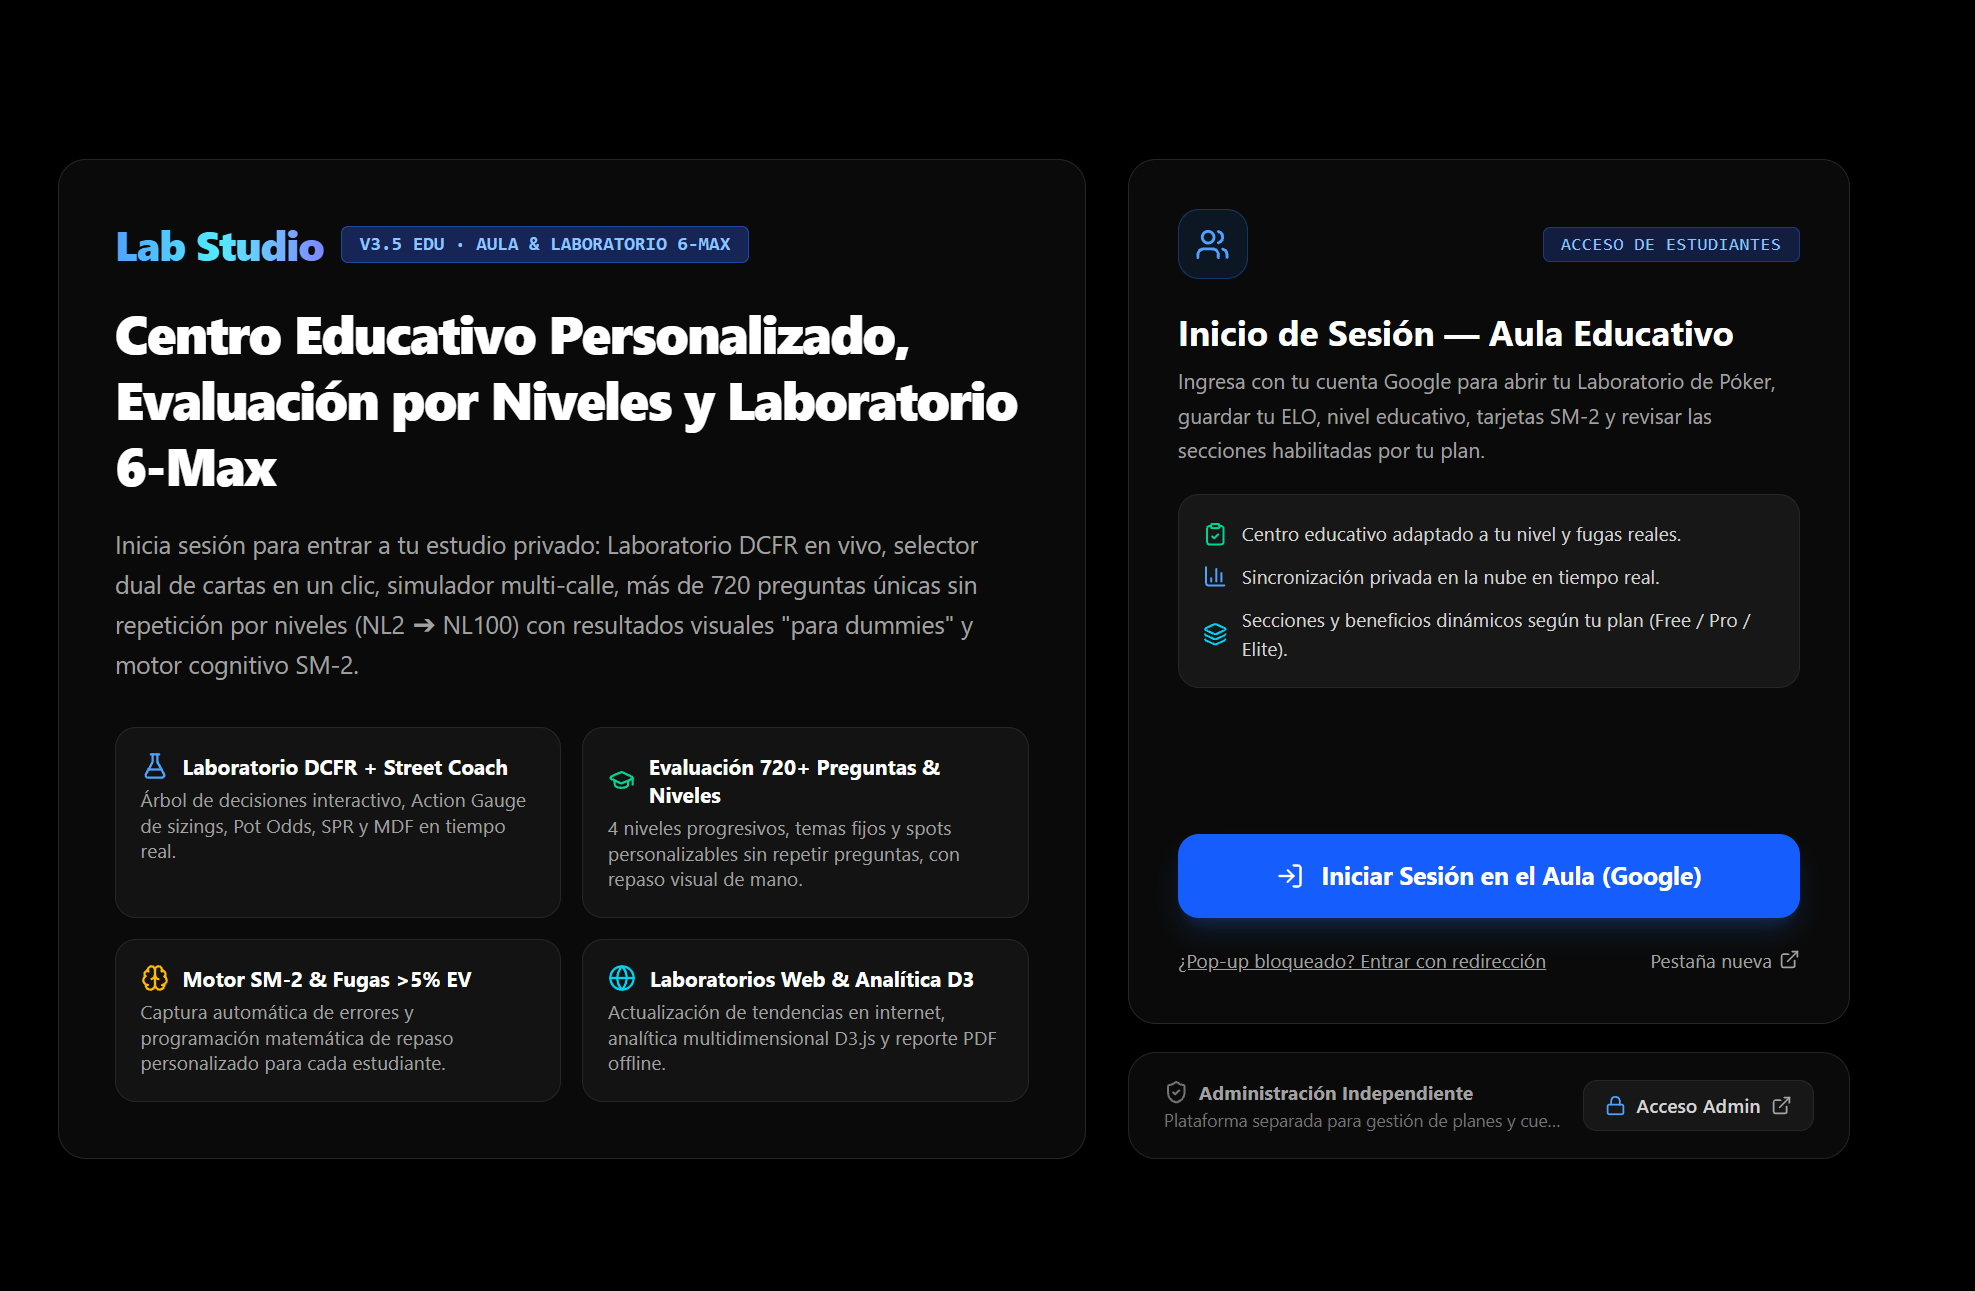 Lab Studio
V3.5 EDU · AULA & LABORATORIO 6-MAX
Centro Educativo Personalizado,
Evaluación por Niveles y Laboratorio
6-Max
Inicia sesión para entrar a tu estudio privado: Laboratorio DCFR en vivo, selector
dual de cartas en un clic, simulador multi-calle, más de 720 preguntas únicas sin
repetición por niveles (NL2 ➔ NL100) con resultados visuales "para dummies" y
motor cognitivo SM-2.
Laboratorio DCFR + Street Coach
Árbol de decisiones interactivo, Action Gauge
de sizings, Pot Odds, SPR y MDF en tiempo
real.
Evaluación 720+ Preguntas &
Niveles
4 niveles progresivos, temas fijos y spots
personalizables sin repetir preguntas, con
repaso visual de mano.
Motor SM-2 & Fugas >5% EV
Captura automática de errores y
programación matemática de repaso
personalizado para cada estudiante.
Laboratorios Web & Analítica D3
Actualización de tendencias en internet,
analítica multidimensional D3.js y reporte PDF
offline.
ACCESO DE ESTUDIANTES
Inicio de Sesión — Aula Educativo
Ingresa con tu cuenta Google para abrir tu Laboratorio de Póker,
guardar tu ELO, nivel educativo, tarjetas SM-2 y revisar las
secciones habilitadas por tu plan.
Centro educativo adaptado a tu nivel y fugas reales.
Sincronización privada en la nube en tiempo real.
Secciones y beneficios dinámicos según tu plan (Free / Pro /
Elite).
Iniciar Sesión en el Aula (Google)
¿Pop-up bloqueado? Entrar con redirección
Pestaña nueva
Administración Independiente
Plataforma separada para gestión de planes y cue...
Acceso Admin